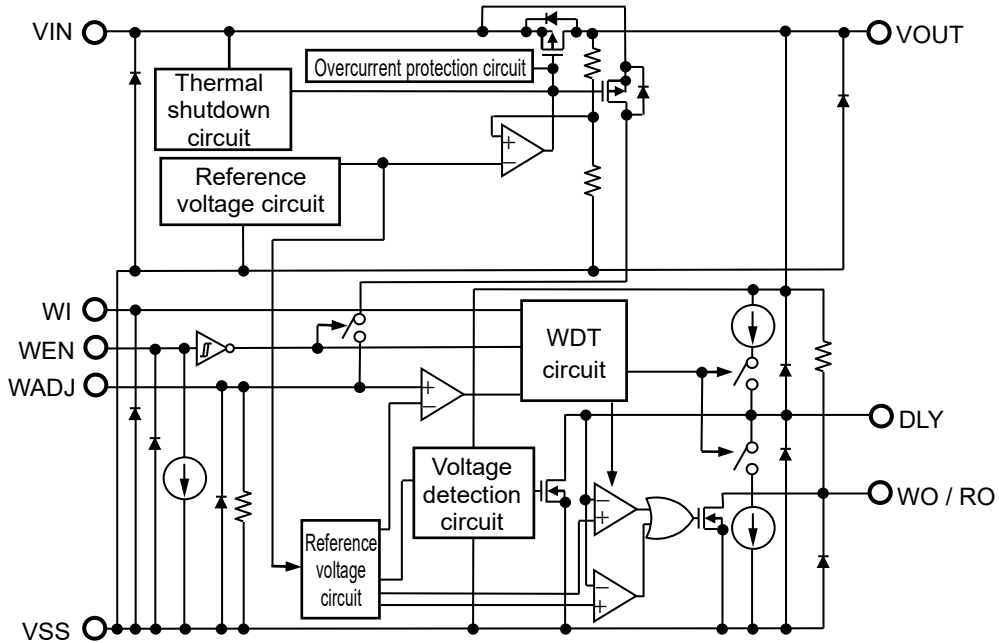 VIN
VOUT
Overcurrent protection circuit
Thermal
shutdown
circuit
+
−
Reference
voltage circuit
WI
WEN
WADJ
WDT
circuit
+
−
DLY
Voltage
detection
circuit
−
+
WO / RO
Reference
voltage
circuit
−
+
VSS